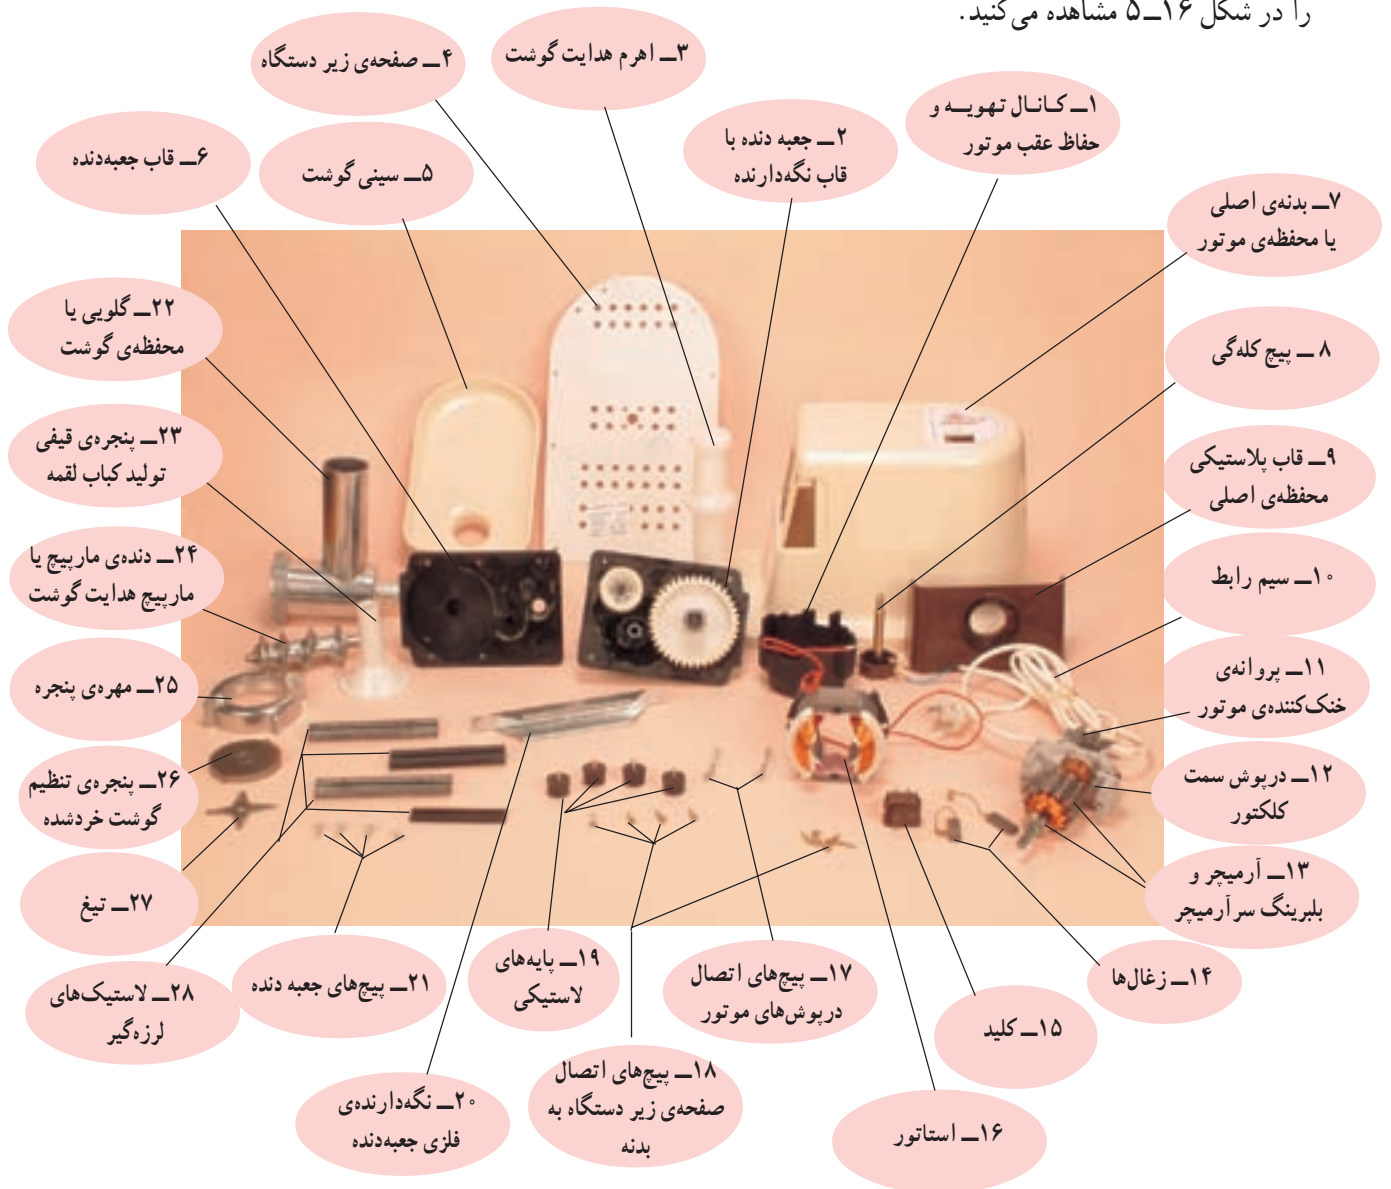 را در شکل ۱۶ــ۵ مشاهده می‌کنید.
۱ــ کـانـال تـهـویـــه و
حفاظ عقب موتور
۲ــ جعبه دنده با
قاب نگه‌دارنده
۳ــ اهرم هدایت گوشت
۴ــ صفحه‌ی زیر دستگاه
۵ــ سینی گوشت
۶ــ قاب جعبه‌دنده
۷ــ بدنه‌ی اصلی
یا محفظه‌ی موتور
۸ ــ پیچ کله‌گی
۹ــ قاب پلاستیکی
محفظه‌ی اصلی
۱۰ــ سیم رابط
۱۱ــ پروانه‌ی
خنک‌کننده‌ی موتور
۱۲ــ درپوش سمت
کلکتور
۱۳ــ آرمیچر و
بلبرینگ سر آرمیچر
۱۴ــ زغال‌ها
۱۵ــ کلید
۱۶ــ استاتور
۱۷ــ پیچ‌های اتصال
درپوش‌های موتور
۱۸ــ پیچ‌های اتصال
صفحه‌ی زیر دستگاه به
بدنه
۱۹ــ پایه‌های
لاستیکی
۲۰ــ نگه‌دارنده‌ی
فلزی جعبه‌دنده
۲۱ــ پیچ‌های جعبه دنده
۲۲ــ گلویی یا
محفظه‌ی گوشت
۲۳ــ پنجره‌ی قیفی
تولید کباب لقمه
۲۴ــ دنده‌ی مارپیچ یا
مارپیچ هدایت گوشت
۲۵ــ مهره‌ی پنجره
۲۶ــ پنجره‌ی تنظیم
گوشت خردشده
۲۷ــ تیغ
۲۸ــ لاستیک‌های
لرزه‌گیر